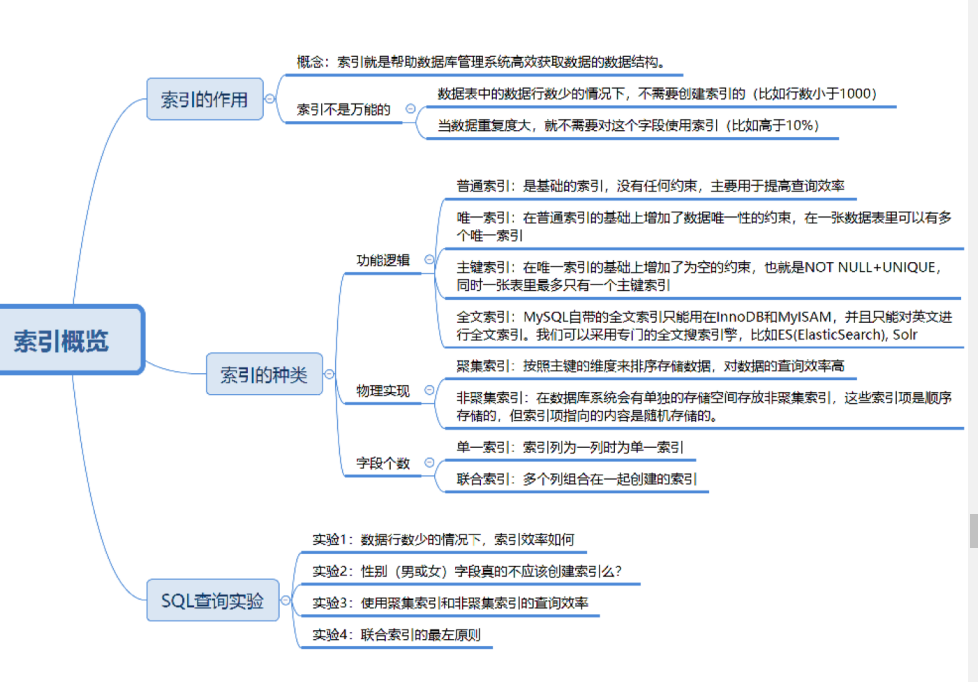 索引概览
索引的作用
概念：索引就是帮助数据库管理系统高效获取数据的数据结构。
索引不是万能的
数据表中的数据行数少的情况下，不需要创建索引的（比如行数小于1000）
当数据重复度大，就不需要对这个字段使用索引（比如高于10%）
索引的种类
功能逻辑
普通索引：是基础的索引，没有任何约束，主要用于提高查询效率
唯一索引：在普通索引的基础上增加了数据唯一性的约束，在一张数据表里可以有多
个唯一索引
主键索引：在唯一索引的基础上增加了为空的约束，也就是NOT NULL+UNIQUE，
同时一张表里最多只有一个主键索引
全文索引：MySQL自带的全文索引只能用在InnoDB和MyISAM，并且只能对英文进
行全文索引。我们可以采用专门的全文搜索引擎，比如ES(ElasticSearch), Solr
物理实现
聚集索引：按照主键的维度来排序存储数据，对数据的查询效率高
非聚集索引：在数据库系统会有单独的存储空间存放非聚集索引，这些索引项是顺序
存储的，但索引项指向的内容是随机存储的。
字段个数
单一索引：索引列为一列时为单一索引
联合索引：多个列组合在一起创建的索引
SQL查询实验
实验1：数据行数少的情况下，索引效率如何
实验2：性别（男或女）字段真的不应该创建索引么？
实验3：使用聚集索引和非聚集索引的查询效率
实验4：联合索引的最左原则